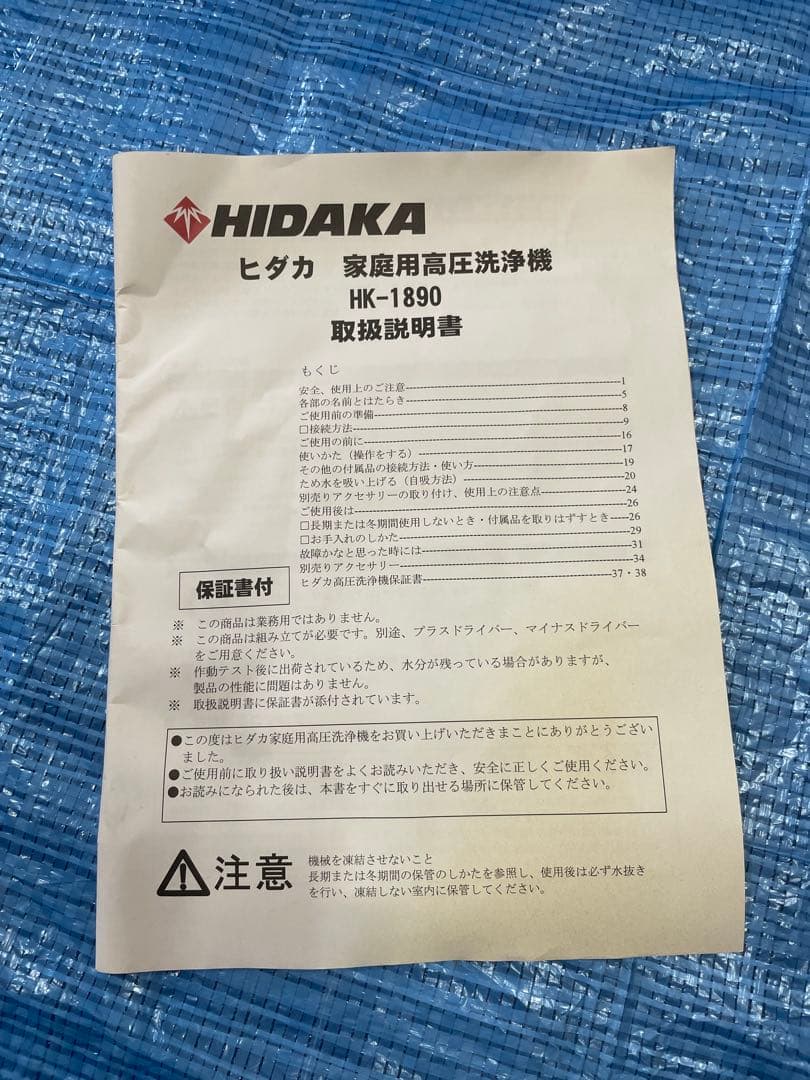 HIDAKA
ヒダカ 家庭用高圧洗浄機
HK-1890
取扱説明書
もくじ
安全、使用上のご注意----------1
各部の名前とはたらき----------5
ご使用前の準備----------8
□接続方法----------9
ご使用の前に----------16
使いかた（操作をする）----------17
その他の付属品の接続方法・使い方----------19
ため水を吸い上げる（自吸方法）----------20
別売りアクセサリーの取り付け、使用上の注意点----------24
ご使用後は----------26
□長期または冬期間使用しないとき・付属品を取りはずすとき-----26
□お手入れのしかた----------29
故障かなと思った時には----------31
別売りアクセサリー----------34
ヒダカ高圧洗浄機保証書----------37・38
保証書付
※ この商品は業務用ではありません。
※ この商品は組み立てが必要です。別途、プラスドライバー、マイナスドライバー
をご用意ください。
※ 作動テスト後に出荷されているため、水分が残っている場合がありますが、
製品の性能に問題はありません。
※ 取扱説明書に保証書が添付されています。
●この度はヒダカ家庭用高圧洗浄機をお買い上げいただきまことにありがとうござい
ました。
●ご使用前に取り扱い説明書をよくお読みいただき、安全に正しくご使用ください。
●お読みになられた後は、本書をすぐに取り出せる場所に保管してください。
注意
機械を凍結させないこと
長期または冬期間の保管のしかたを参照し、使用後は必ず水抜き
を行い、凍結しない室内に保管してください。